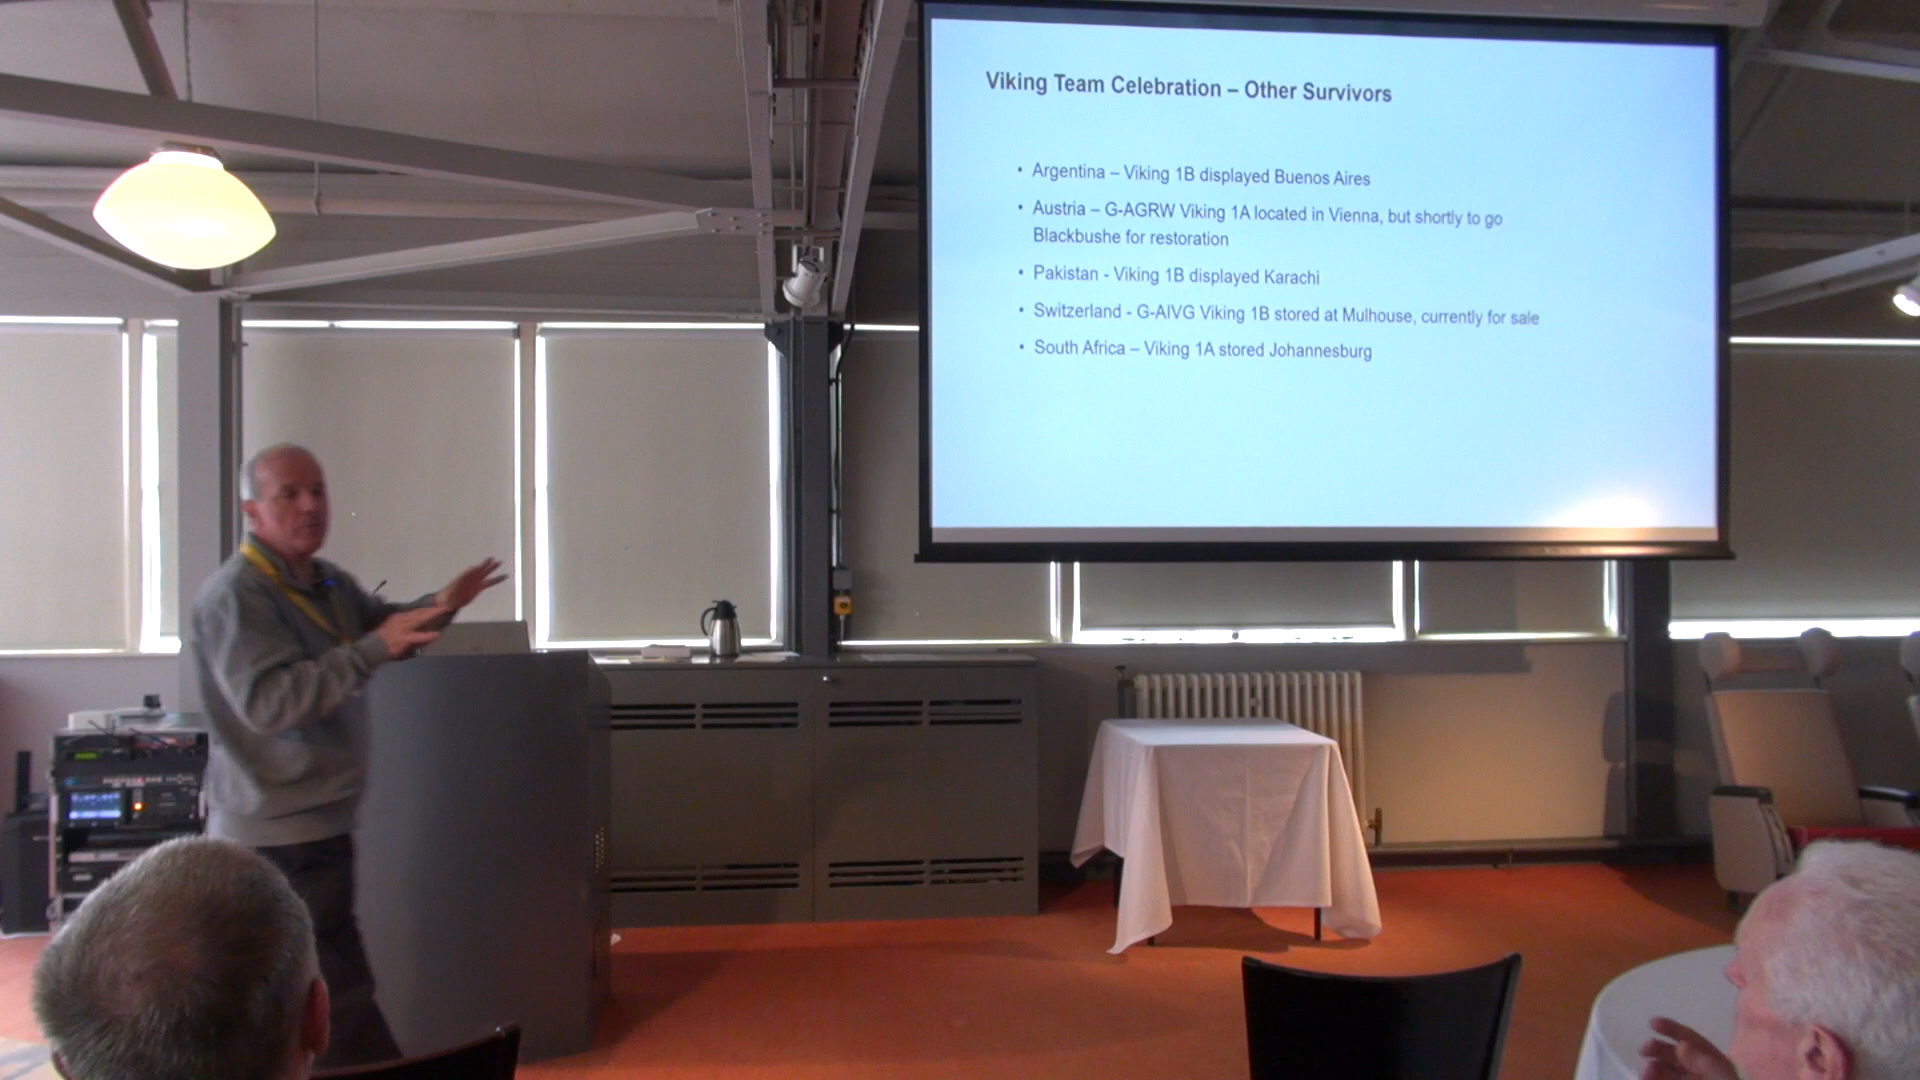 Viking Team Celebration – Other Survivors
• Argentina – Viking 1B displayed Buenos Aires
• Austria – G-AGRW Viking 1A located in Vienna, but shortly to go
Blackbushe for restoration
• Pakistan - Viking 1B displayed Karachi
• Switzerland - G-AIVG Viking 1B stored at Mulhouse, currently for sale
• South Africa – Viking 1A stored Johannesburg